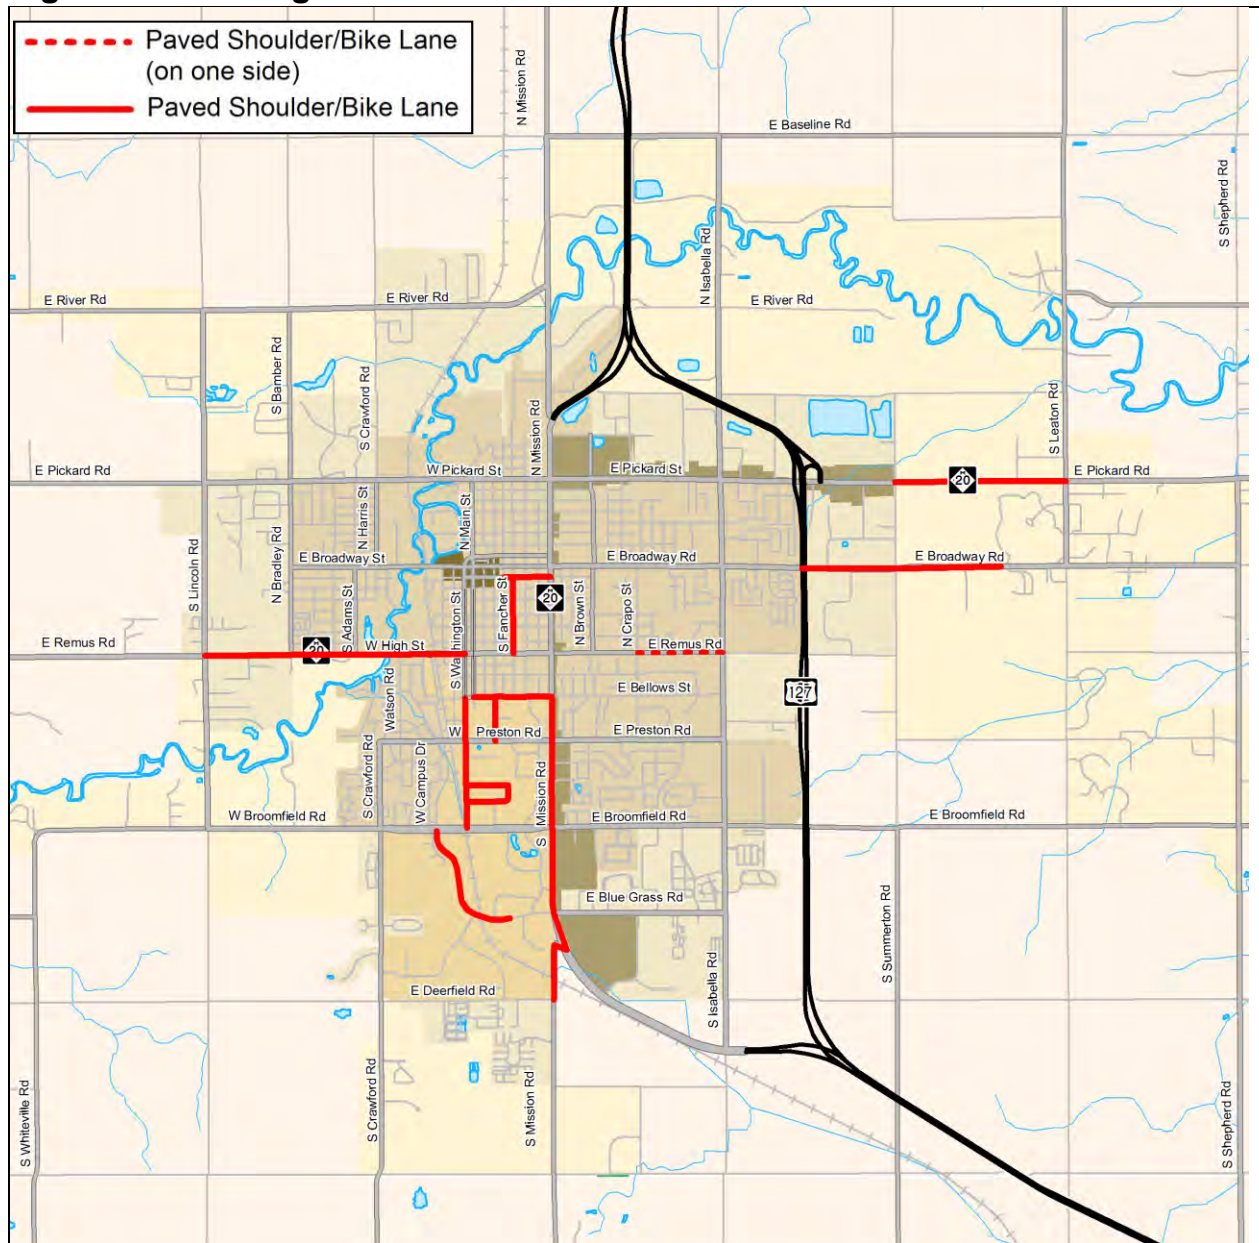 Paved Shoulder/Bike Lane
(on one side)
Paved Shoulder/Bike Lane
N Mission Rd
E Baseline Rd
S Shepherd Rd
N Isabella Rd
E River Rd
E River Rd
E River Rd
S Bamber Rd
S Crawford Rd
N Mission Rd
S Leaton Rd
E Pickard Rd
W Pickard St
E Pickard St
E Pickard Rd
20
N Harris St
N Main St
N Bradley Rd
E Broadway St
E Broadway Rd
E Broadway Rd
S Lincoln Rd
S Adams St
S Washington St
S Fancher St
20
N Brown St
N Crapo St
E Remus Rd
20
W High St
E Remus Rd
Watson Rd
E Bellows St
127
W Preston Rd
E Preston Rd
S Crawford Rd
W Campus Dr
S Mission Rd
W Broomfield Rd
E Broomfield Rd
E Broomfield Rd
E Blue Grass Rd
S Summerton Rd
S Isabella Rd
E Deerfield Rd
S Whiteville Rd
S Crawford Rd
S Mission Rd
S Shepherd Rd